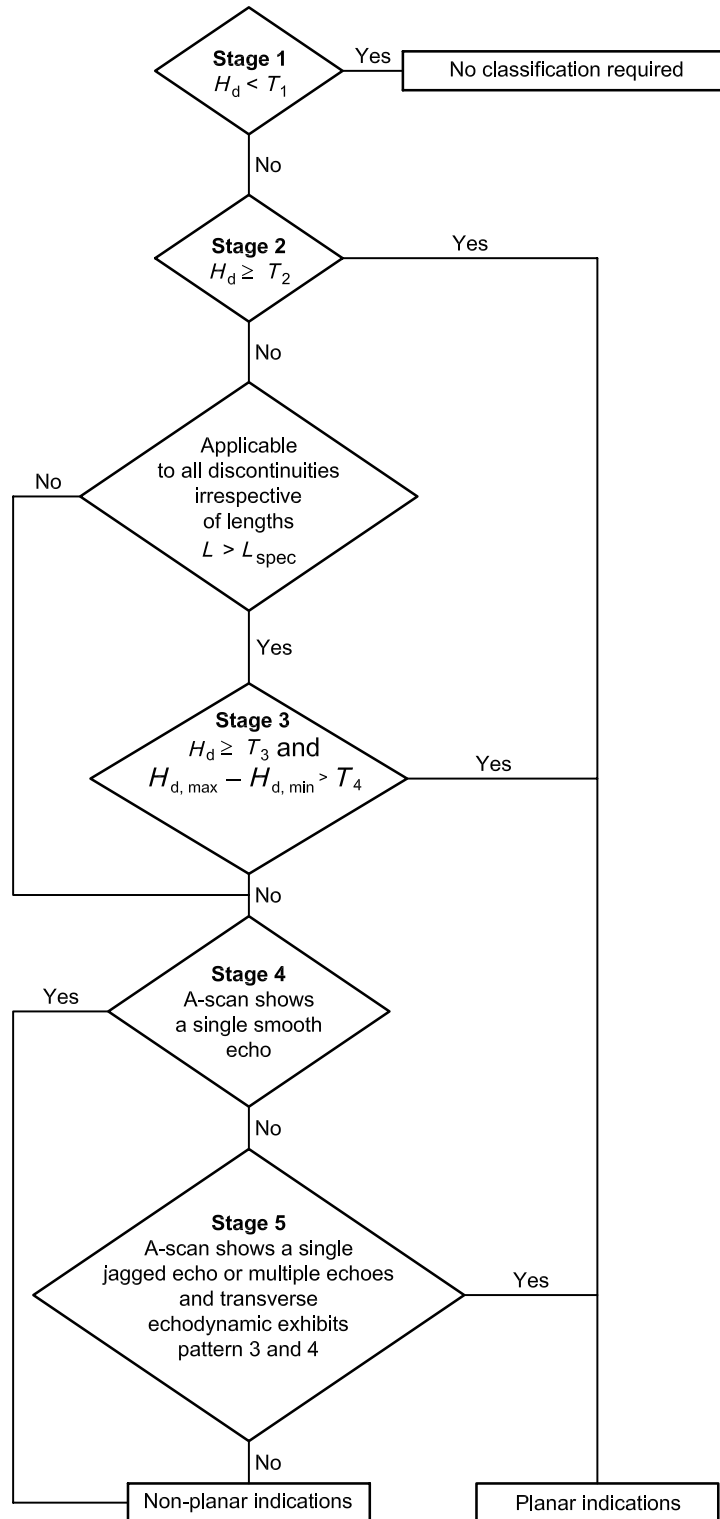 Stage 1
H_d < T_1
Yes
No classification required
No
Stage 2
H_d ≥ T_2
Yes
No
Applicable
to all discontinuities
irrespective
of lengths
L > L_spec
No
Yes
Stage 3
H_d ≥ T_3 and
H_d, max − H_d, min > T_4
Yes
No
Stage 4
A-scan shows
a single smooth
echo
Yes
No
Stage 5
A-scan shows a single
jagged echo or multiple echoes
and transverse
echodynamic exhibits
pattern 3 and 4
Yes
No
Non-planar indications
Planar indications